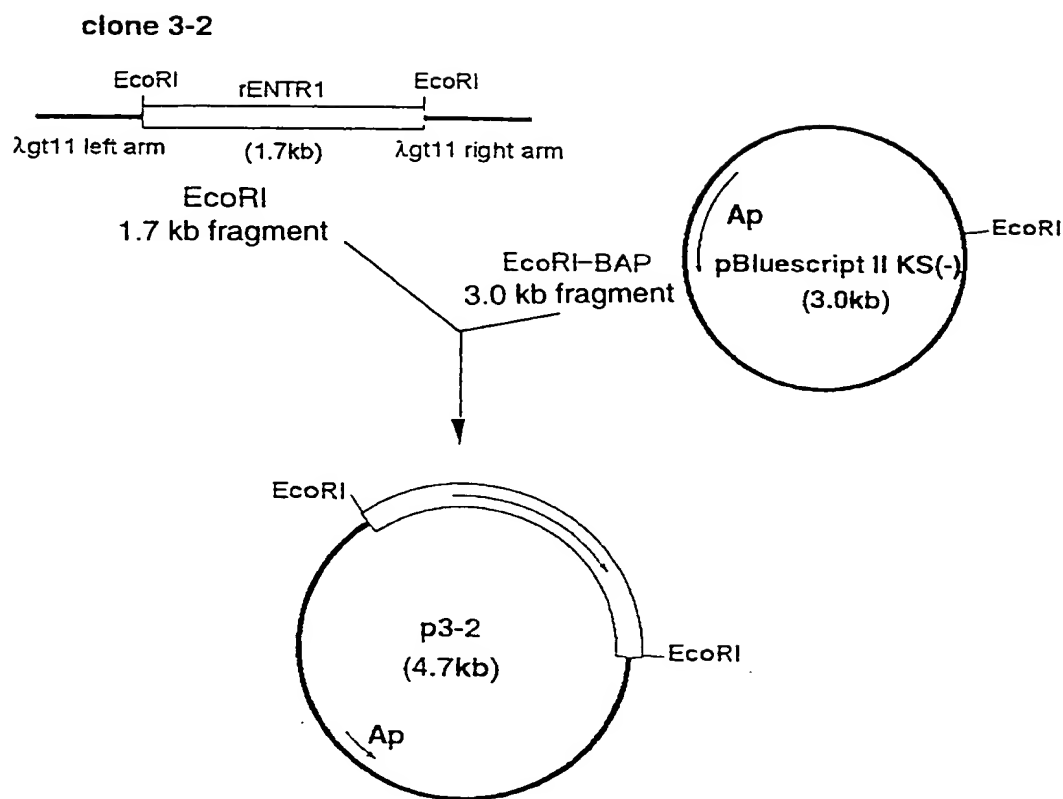 clone 3-2
EcoRI
rENTR1
EcoRI
λgt11 left arm
(1.7kb)
λgt11 right arm
EcoRI
1.7 kb fragment
EcoRI-BAP
3.0 kb fragment
Ap
pBluescript II KS(-)
(3.0kb)
EcoRI
EcoRI
p3-2
(4.7kb)
EcoRI
Ap